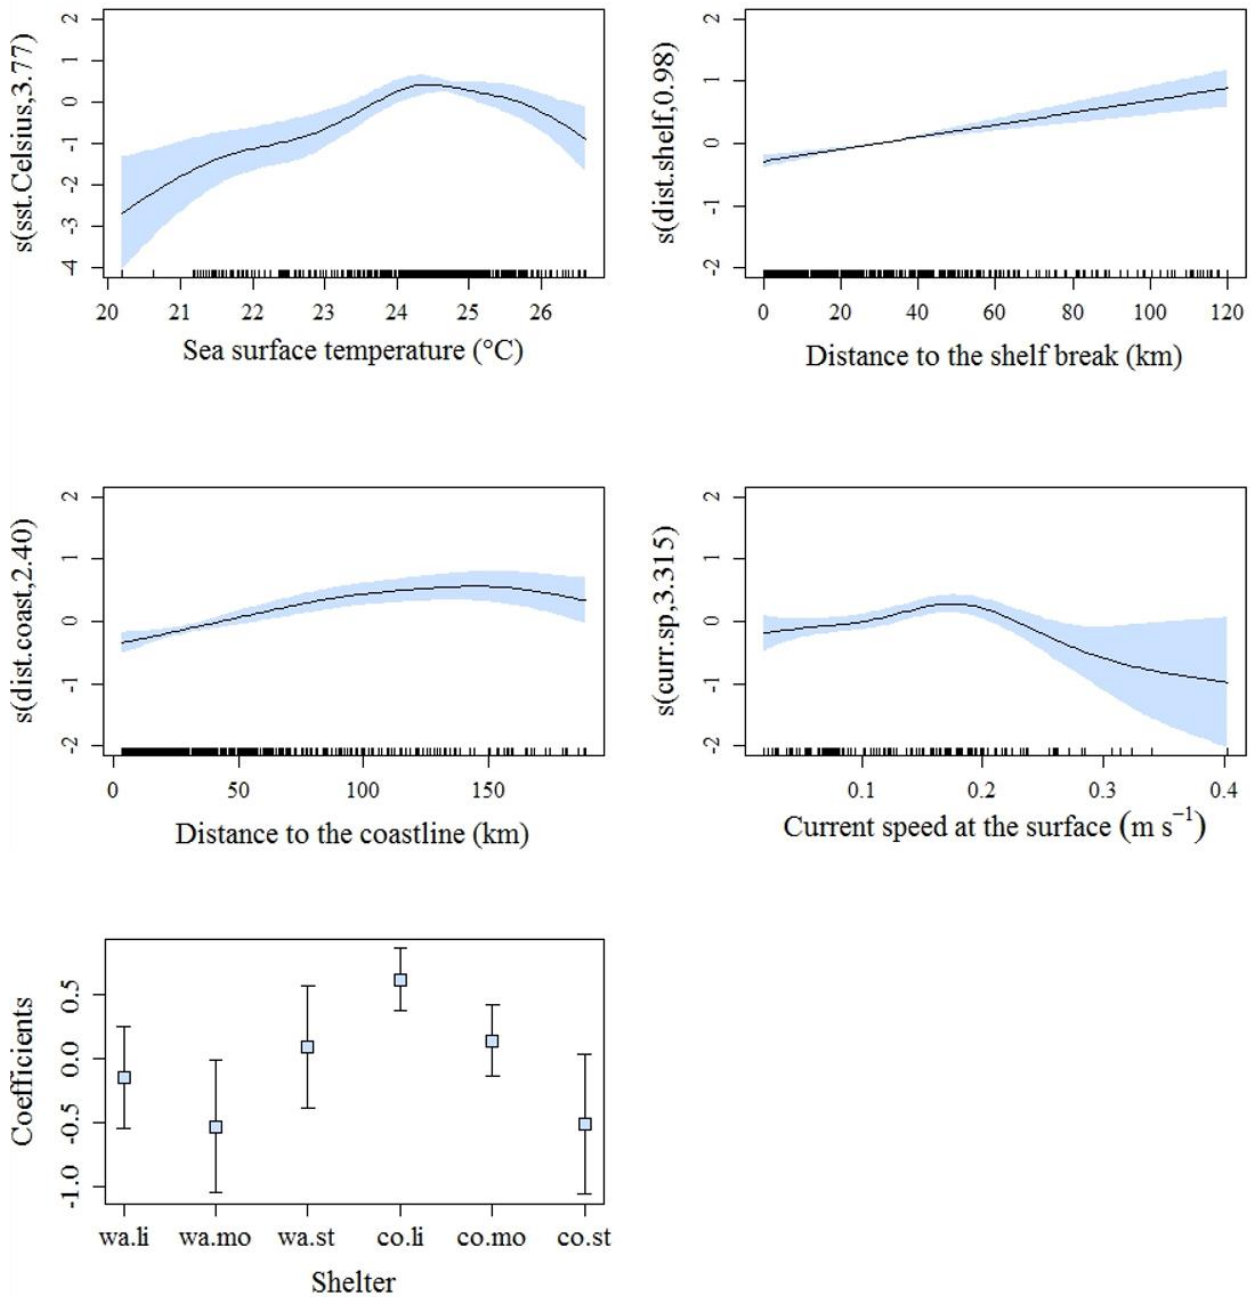 s(sst.Celsius,3.77)
2
1
0
-1
-2
-3
-4
20 21 22 23 24 25 26
Sea surface temperature (°C)
s(dist.shelf,0.98)
2
1
0
-1
-2
0 20 40 60 80 100 120
Distance to the shelf break (km)
s(dist.coast,2.40)
2
1
0
-1
-2
0 50 100 150
Distance to the coastline (km)
s(curr.sp,3.315)
2
1
0
-1
-2
0.1 0.2 0.3 0.4
Current speed at the surface (m s⁻¹)
Coefficients
0.5
0.0
-0.5
-1.0
wa.li wa.mo wa.st co.li co.mo co.st
Shelter